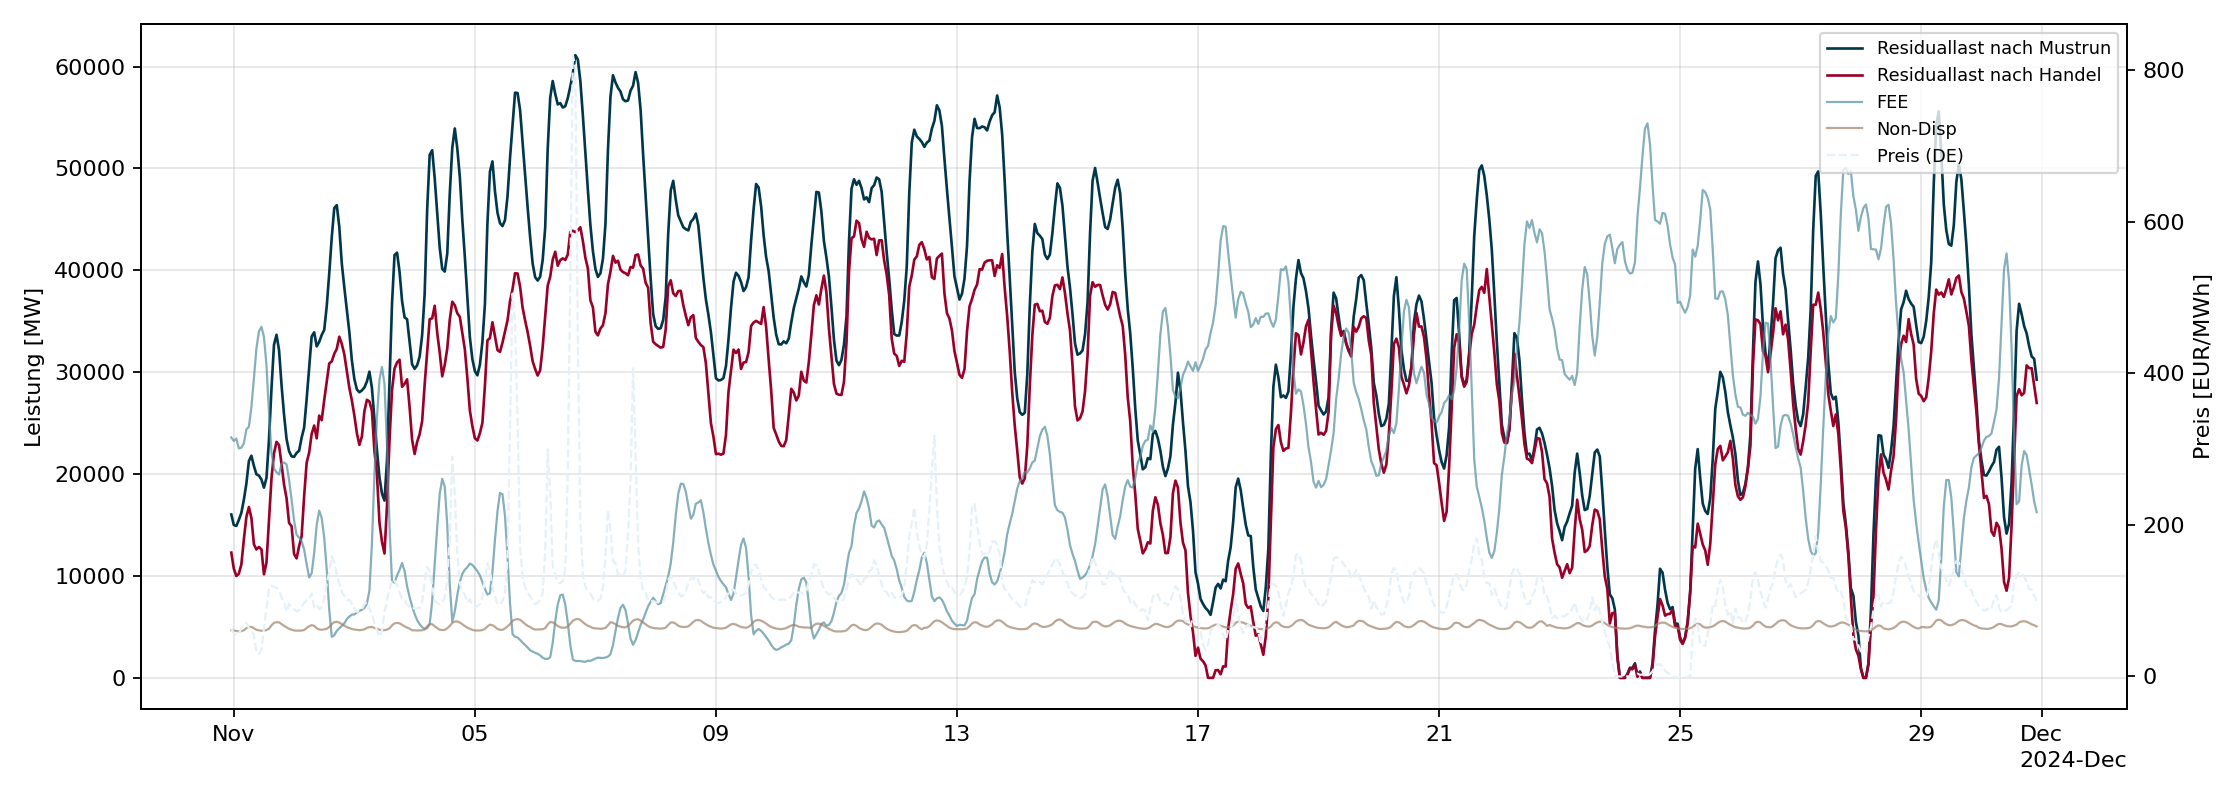 Leistung [MW]
60000
50000
40000
30000
20000
10000
0
Residuallast nach Mustrun
Residuallast nach Handel
FEE
Non-Disp
Preis (DE)
800
600
400
200
0
Preis [EUR/MWh]
Nov 05 09 13 17 21 25 29 Dec
2024-Dec